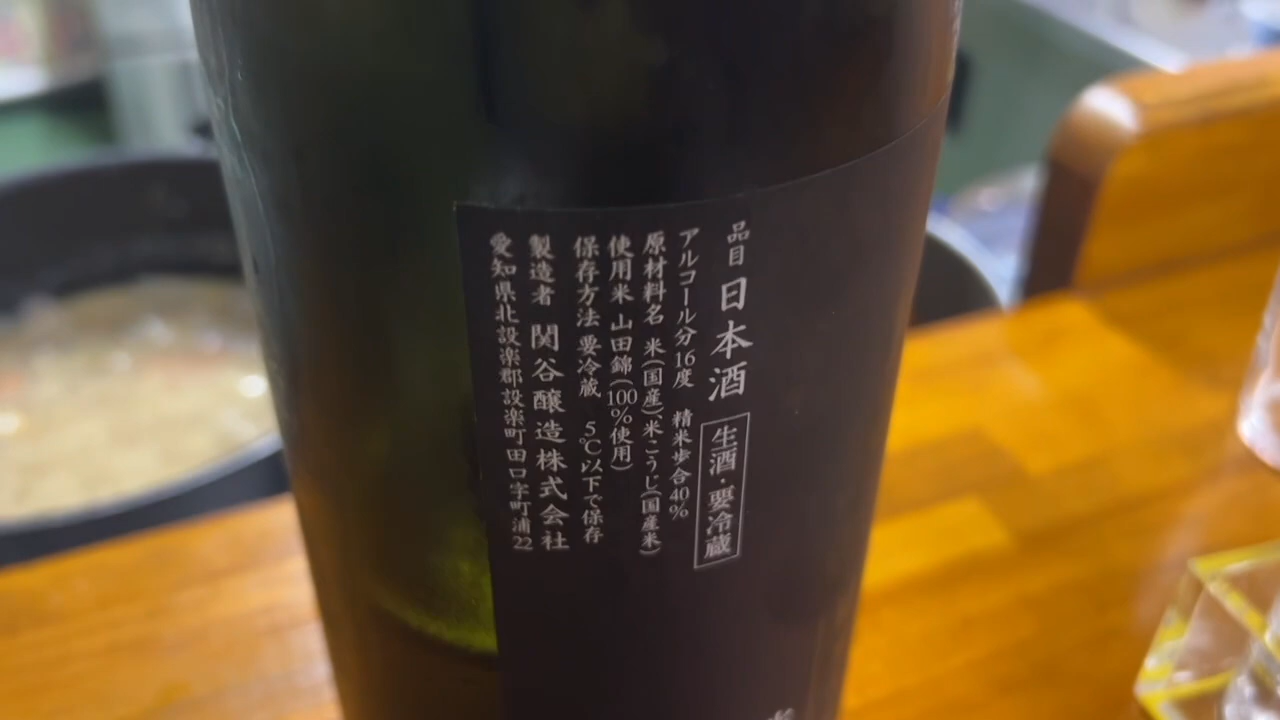 品目 日本酒 生酒・要冷蔵
アルコール分16度 精米歩合40%
原材料名 米(国産)、米こうじ(国産米)
使用米 山田錦(100%使用)
保存方法 要冷蔵 5℃以下で保存
製造者 関谷醸造株式会社
愛知県北設楽郡設楽町田口字町浦22